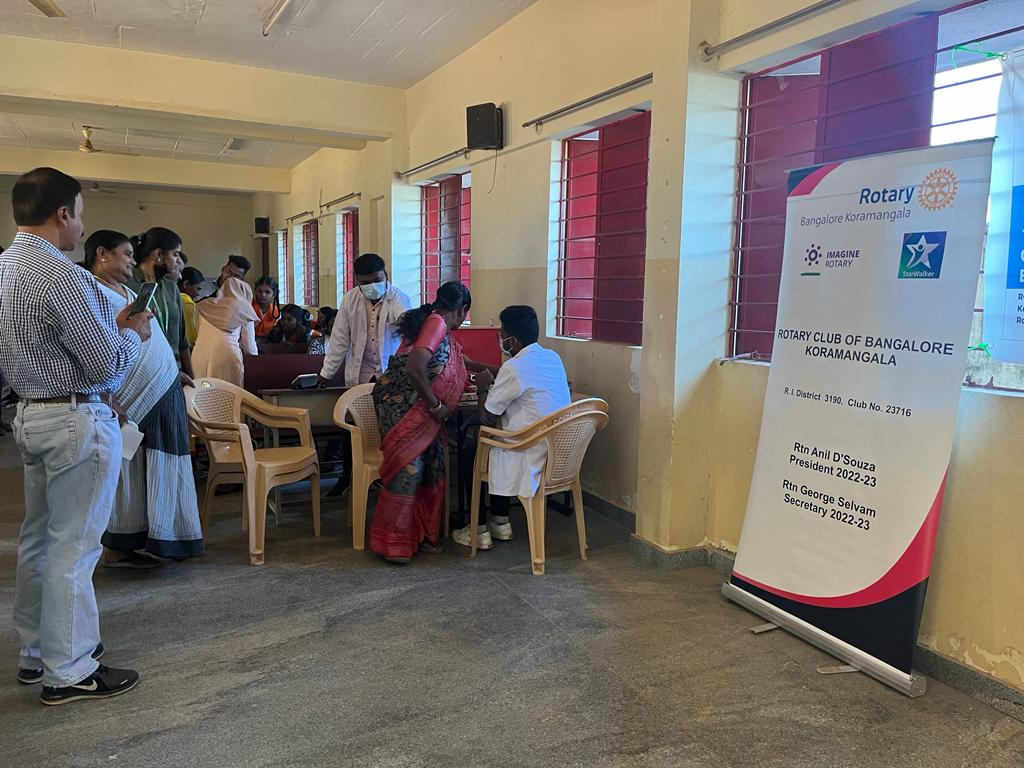 Rotary
Bangalore Koramangala
IMAGINE
ROTARY
StarWalker
ROTARY CLUB OF BANGALORE
KORAMANGALA
R. I. District 3190, Club No. 23716
Rtn Anil D'Souza
President 2022-23
Rtn George Selvam
Secretary 2022-23